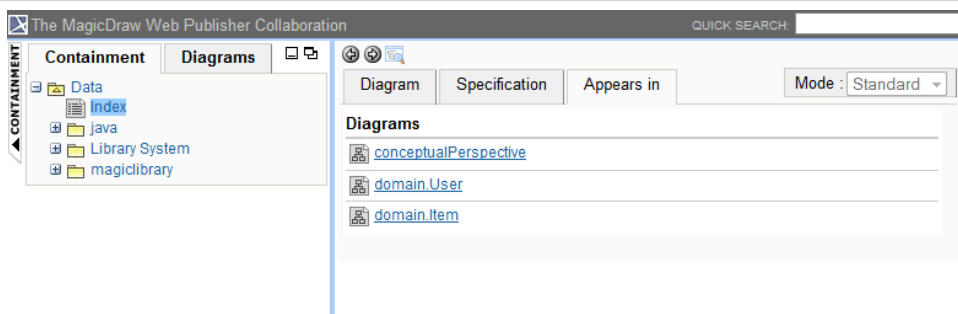 The MagicDraw Web Publisher Collaboration
QUICK SEARCH:
CONTAINMENT
Containment
Diagrams
Data
Index
java
Library System
magiclibrary
Diagram
Specification
Appears in
Mode : Standard
Diagrams
conceptualPerspective
domain.User
domain.Item